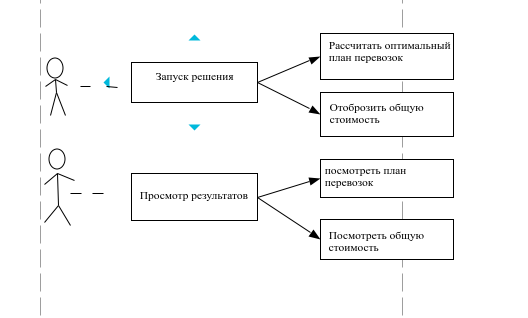 Рассчитать оптимальный
план перевозок
Запуск решения
Отоброзить общую
стоимость
посмотреть план
перевозок
Просмотр результатов
Посмотреть общую
стоимость